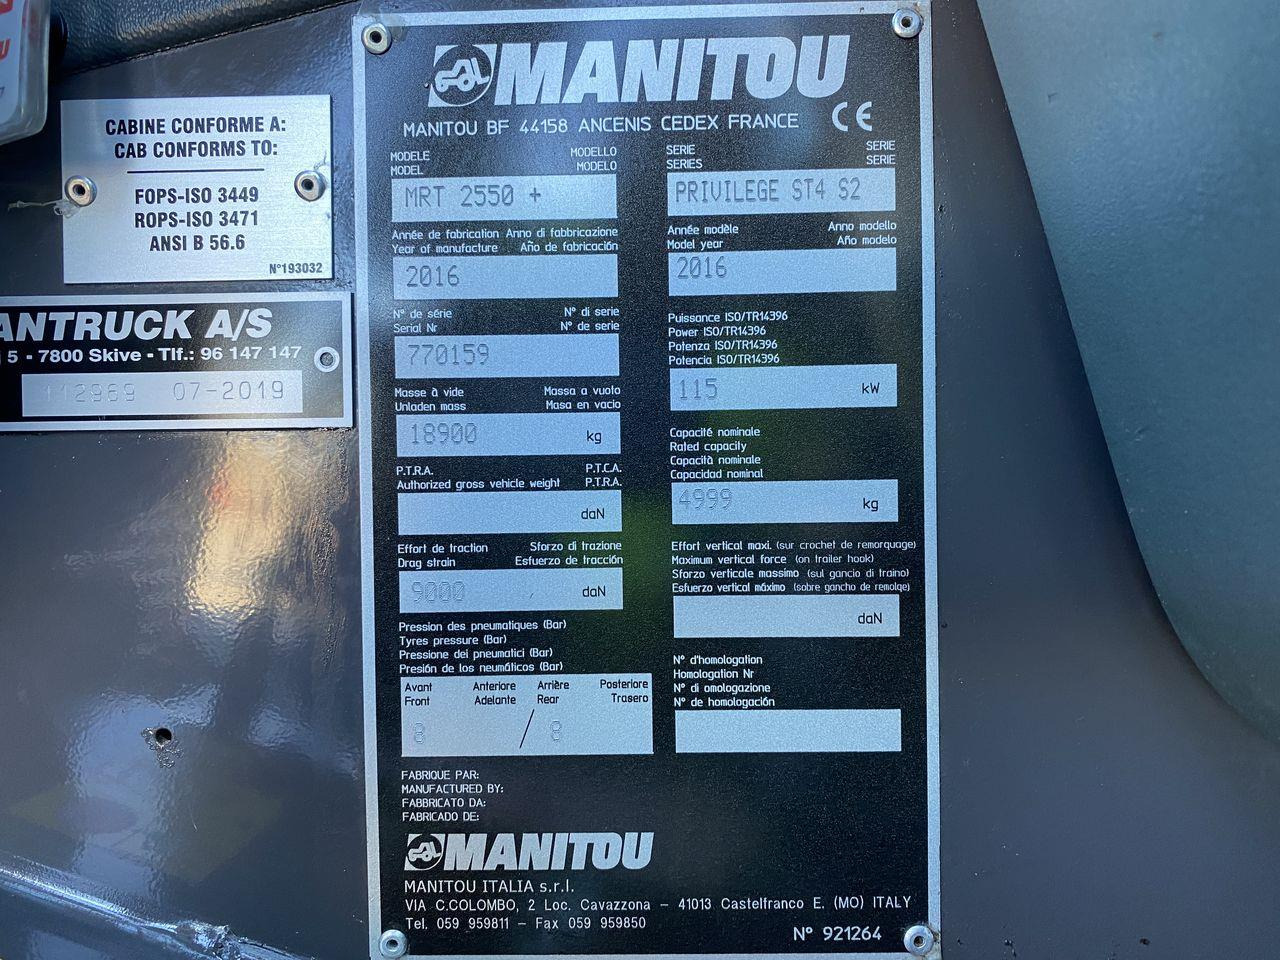 CABINE CONFORME A:
CAB CONFORMS TO:
FOPS-ISO 3449
ROPS-ISO 3471
ANSI B 56.6
N°193032
ANTRUCK A/S
5 - 7800 Skive - Tlf.: 96 147 147
112969 07-2019
MANITOU
MANITOU BF 44158 ANCENIS CEDEX FRANCE CE
MODELE MODELLO
MODEL MODELO
MRT 2550 +
SERIE SERIE
SERIES SERIE
PRIVILEGE ST4 S2
Année de fabrication Anno di fabbricazione
Year of manufacture Año de fabricación
2016
Année modèle Anno modello
Model year Año modelo
2016
N° de série N° di serie
Serial Nr N° de serie
770159
Puissance ISO/TR14396
Power ISO/TR14396
Potenza ISO/TR14396
Potencia ISO/TR14396
115 kW
Masse à vide Massa a vuoto
Unladen mass Masa en vacio
18900 kg
Capacité nominale
Rated capacity
Capacità nominale
Capacidad nominal
4999 kg
P.T.R.A. P.T.C.A.
Authorized gross vehicle weight P.T.R.A.
daN
Effort de traction Sforzo di trazione
Drag strain Esfuerzo de tracción
9000 daN
Effort vertical maxi. (sur crochet de remorquage)
Maximum vertical force (on trailer hook)
Sforzo verticale massimo (sul gancio di traino)
Esfuerzo vertical máximo (sobre gancho de remolqe)
daN
Pression des pneumatiques (Bar)
Tyres pressure (Bar)
Pressione dei pneumatici (Bar)
Presión de los neumáticos (Bar)
Avant Anteriore Arrière Posteriore
Front Adelante Rear Trasero
8 / 8
N° d'homologation
Homologation Nr
N° di omologazione
N° de homologación
FABRIQUE PAR:
MANUFACTURED BY:
FABBRICATO DA:
FABRICADO DE:
MANITOU
MANITOU ITALIA s.r.l.
VIA C.COLOMBO, 2 Loc. Cavazzona - 41013 Castelfranco E. (MO) ITALY
Tel. 059 959811 - Fax 059 959850
N° 921264